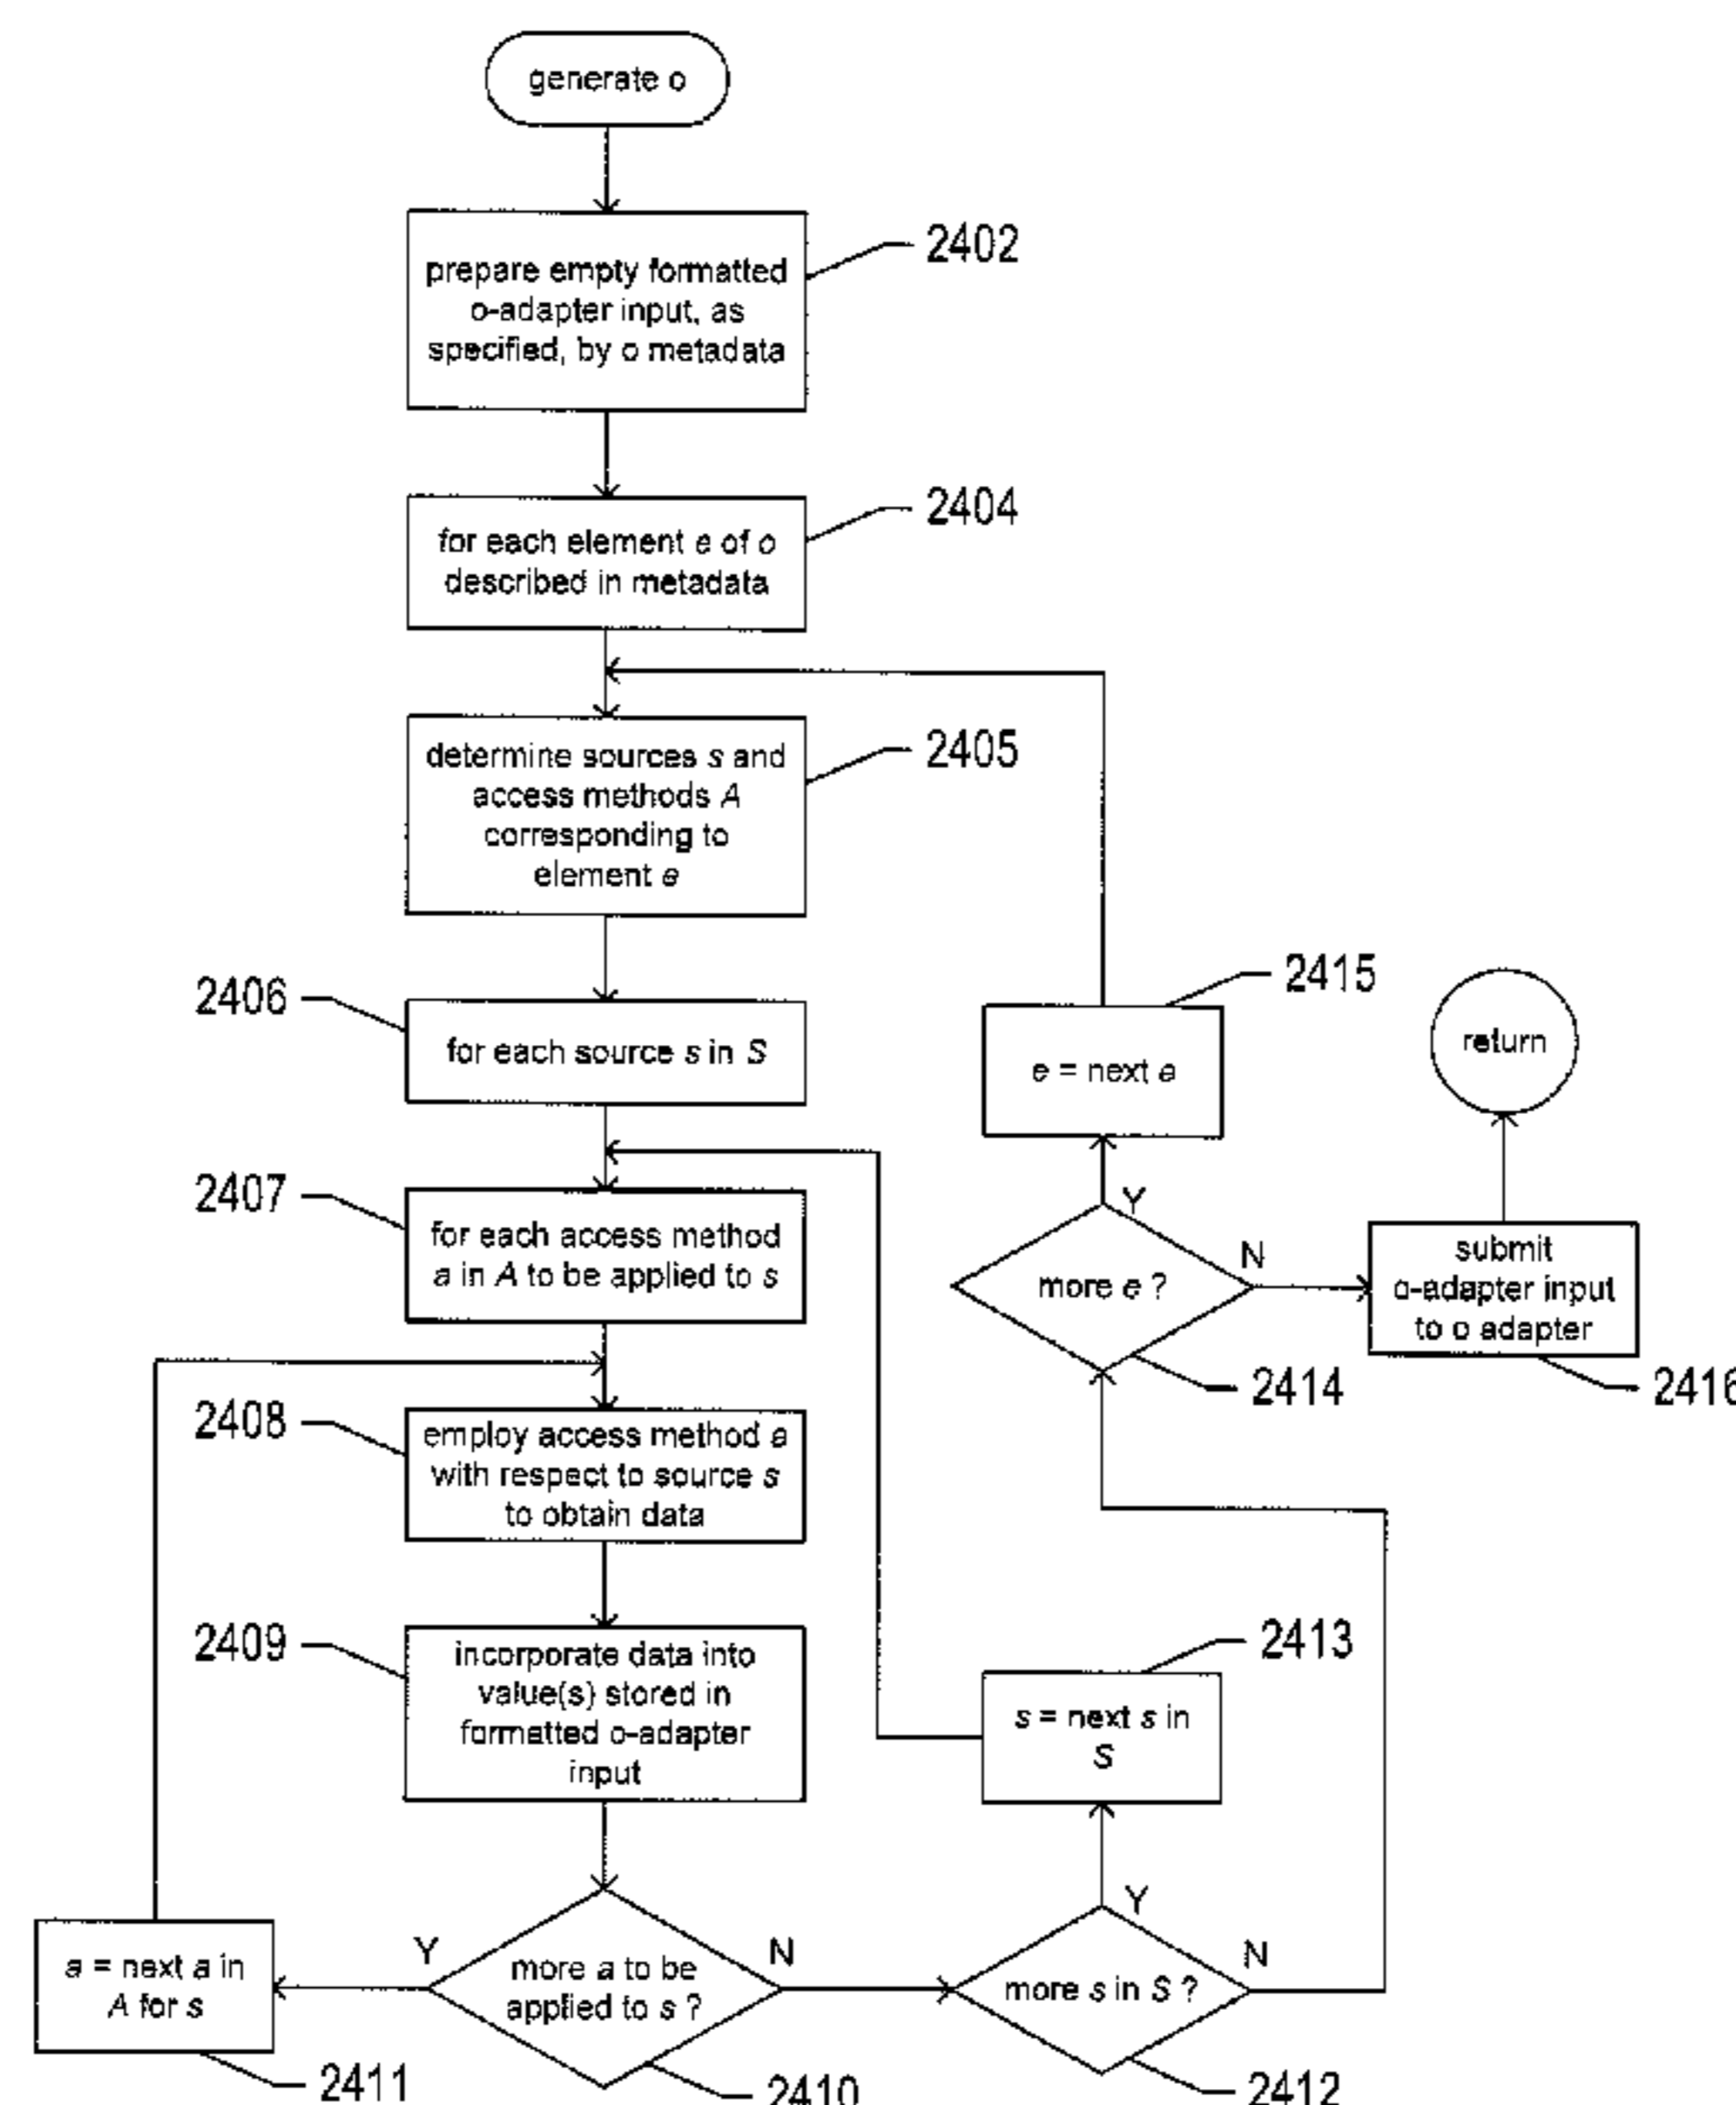 generate o
prepare empty formatted
o-adapter input, as
specified, by o metadata
2402
for each element e of o
described in metadata
2404
determine sources s and
access methods A
corresponding to
element e
2405
2406
for each source s in S
2407
for each access method
a in A to be applied to s
2408
employ access method a
with respect to source s
to obtain data
2409
incorporate data into
value(s) stored in
formatted o-adapter
input
Y
more a to be
applied to s ?
N
2410
a = next a in
A for s
2411
more s in S ?
Y
N
2412
s = next s in
S
2413
more e ?
Y
N
2414
e = next e
2415
submit
o-adapter input
to o adapter
2416
return